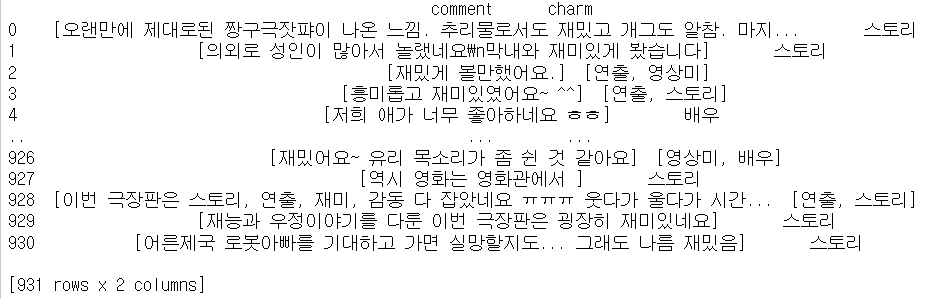 comment charm
0 [오랜만에 제대로된 짱구극장판이 나온 느낌. 추리물로서도 재밌고 개그도 알참. 마지... 스토리
1 [의외로 성인이 많아서 놀랬네요₩n막내와 재미있게 봤습니다] 스토리
2 [재밌게 볼만했어요.] [연출, 영상미]
3 [흥미롭고 재미있였어요~ ^^] [연출, 스토리]
4 [저희 애가 너무 좋아하네요 ㅎㅎ] 배우
.. ... ...
926 [재밌어요~ 유리 목소리가 좀 쉰 것 같아요] [영상미, 배우]
927 [역시 영화는 영화관에서 ] 스토리
928 [이번 극장판은 스토리, 연출, 재미, 감동 다 잡았네요 ㅠㅠㅠ 웃다가 울다가 시간... [연출, 스토리]
929 [재능과 우정이야기를 다룬 이번 극장판은 굉장히 재미있네요] 스토리
930 [어른제국 로봇아빠를 기대하고 가면 실망할지도... 그래도 나름 재밌음] 스토리
[931 rows x 2 columns]